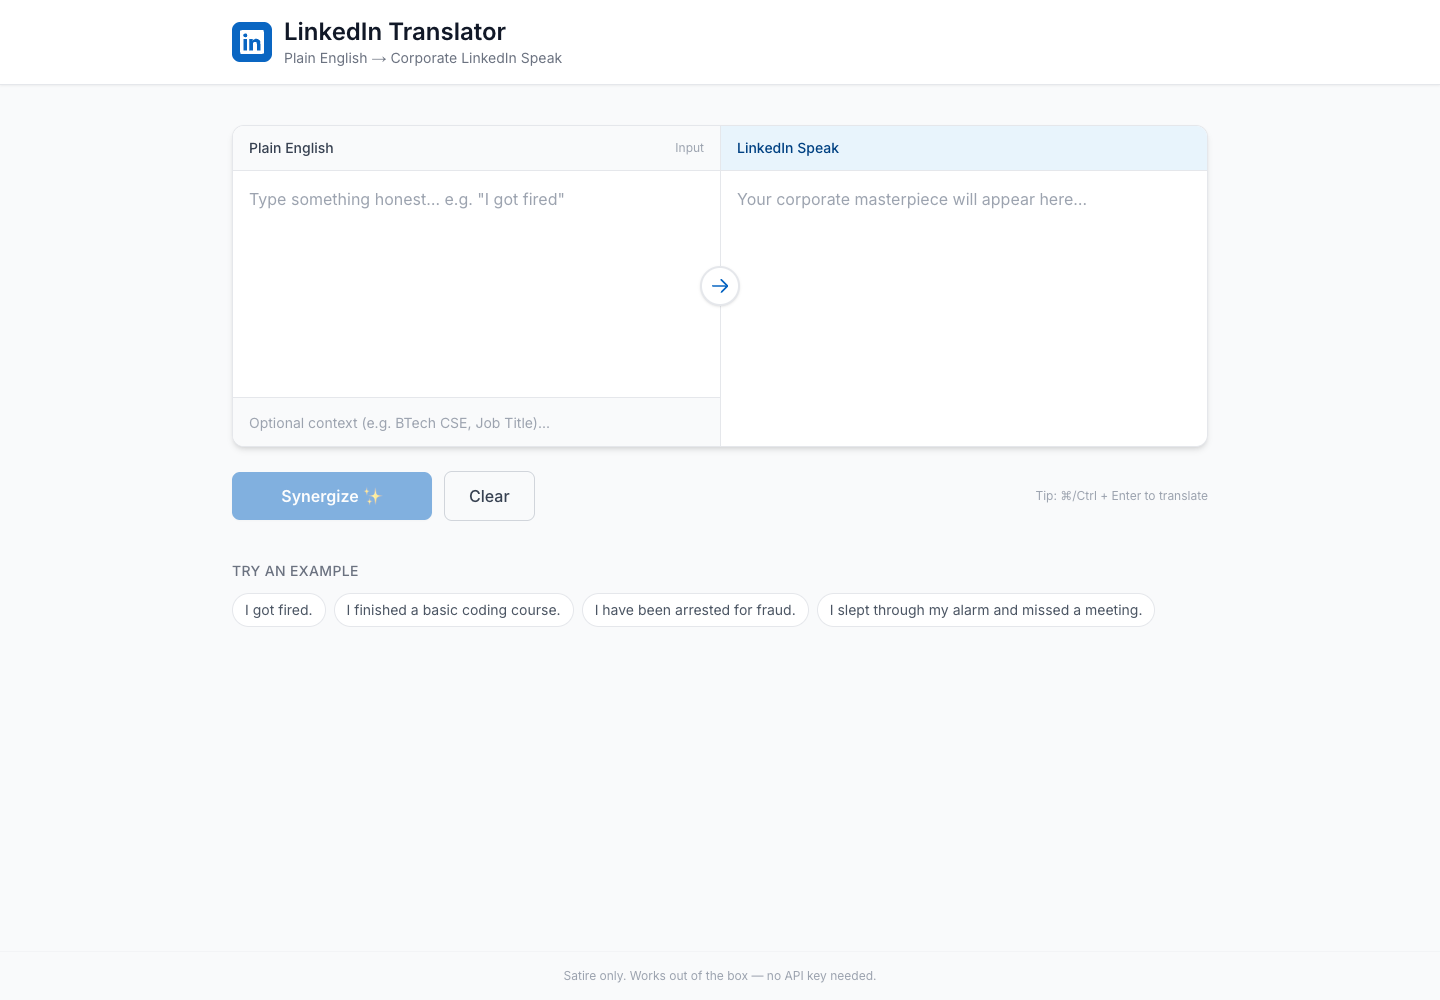 in
LinkedIn Translator
Plain English → Corporate LinkedIn Speak
Plain English
Input
LinkedIn Speak
Type something honest... e.g. "I got fired"
Your corporate masterpiece will appear here...
Optional context (e.g. BTech CSE, Job Title)...
Synergize ✨
Clear
Tip: ⌘/Ctrl + Enter to translate
TRY AN EXAMPLE
I got fired.
I finished a basic coding course.
I have been arrested for fraud.
I slept through my alarm and missed a meeting.
Satire only. Works out of the box — no API key needed.